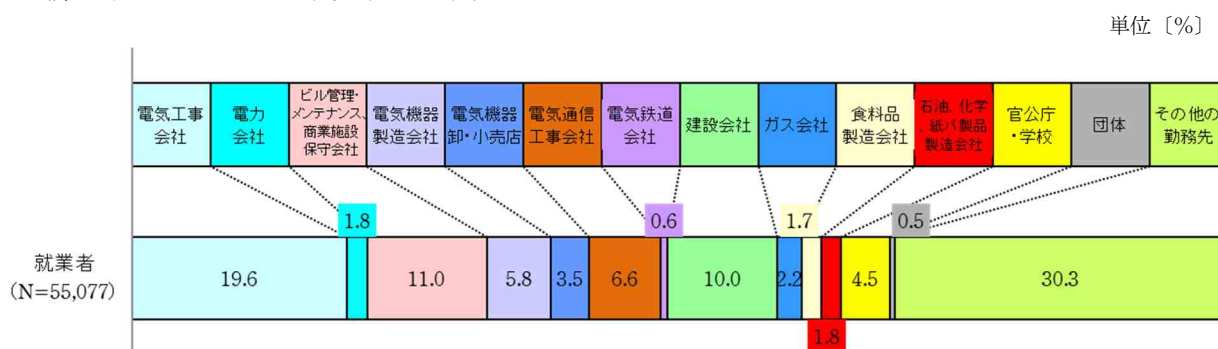 単位〔%〕
電気工事
会社
電力
会社
ビル管理・
メンテナンス、
商業施設
保守会社
電気機器
製造会社
電気機器
卸・小売店
電気通信
工事会社
電気鉄道
会社
建設会社
ガス会社
食料品
製造会社
石油、化学
、紙パ製品
製造会社
官公庁
・学校
団体
その他の
勤務先
1.8
0.6
1.7
0.5
就業者
(N=55,077)
19.6
11.0
5.8
3.5
6.6
10.0
2.2
4.5
30.3
1.8